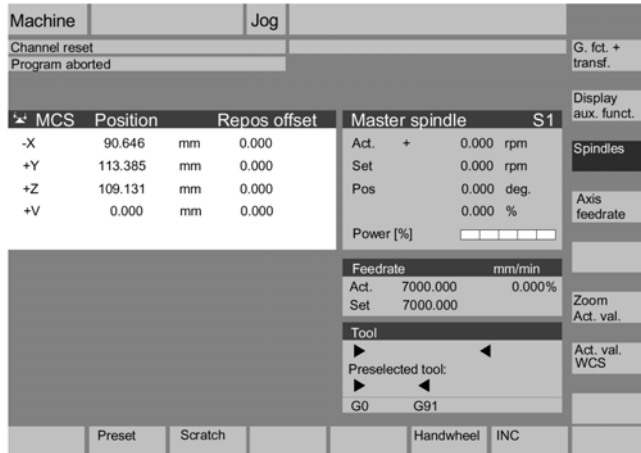 Machine Jog
Channel reset
Program aborted
MCS Position Repos offset
-X 90.646 mm 0.000
+Y 113.385 mm 0.000
+Z 109.131 mm 0.000
+V 0.000 mm 0.000
Master spindle S1
Act. + 0.000 rpm
Set 0.000 rpm
Pos 0.000 deg.
0.000 %
Power [%]
Feedrate mm/min
Act. 7000.000 0.000%
Set 7000.000
Tool
Preselected tool:
G0 G91
G. fct. +
transf.
Display
aux. funct.
Spindles
Axis
feedrate
Zoom
Act. val.
Act. val.
WCS
Preset Scratch Handwheel INC